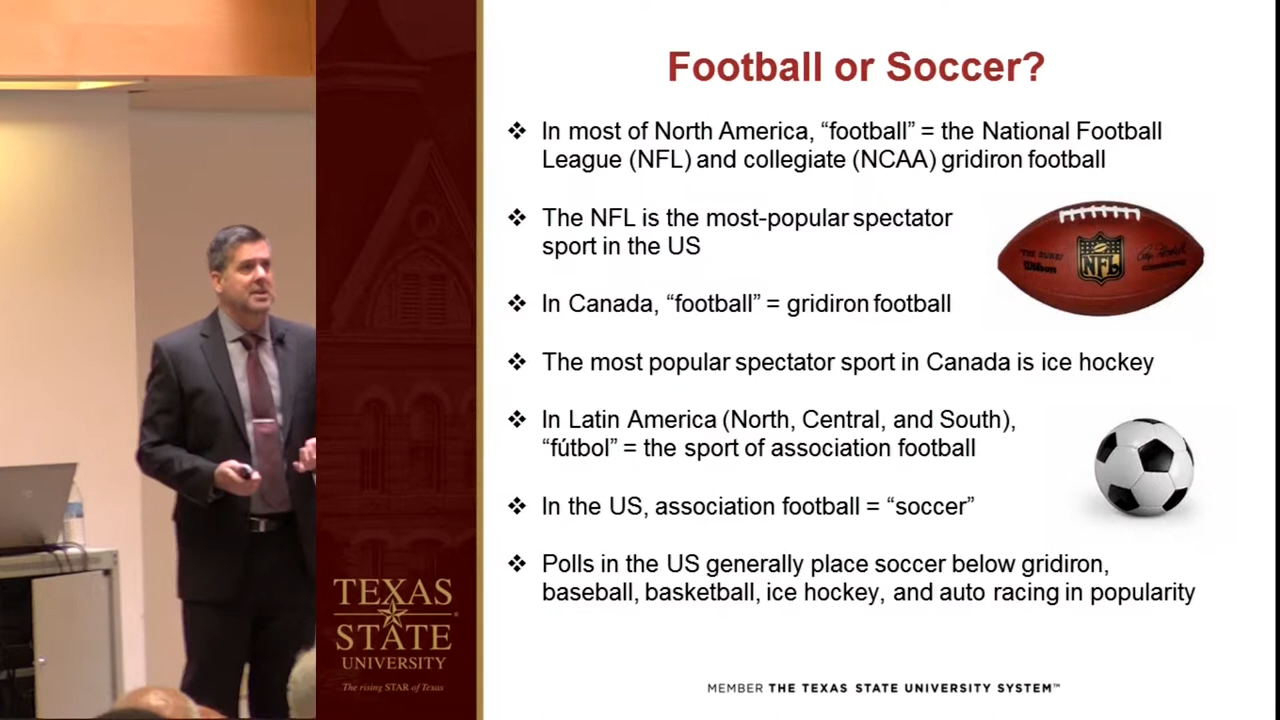 Football or Soccer?
❖ In most of North America, “football” = the National Football
League (NFL) and collegiate (NCAA) gridiron football
❖ The NFL is the most-popular spectator
sport in the US
❖ In Canada, “football” = gridiron football
❖ The most popular spectator sport in Canada is ice hockey
❖ In Latin America (North, Central, and South),
“fútbol” = the sport of association football
❖ In the US, association football = “soccer”
❖ Polls in the US generally place soccer below gridiron,
baseball, basketball, ice hockey, and auto racing in popularity
Wilson
NFL
TEXAS
STATE
UNIVERSITY
The rising STAR of Texas
MEMBER THE TEXAS STATE UNIVERSITY SYSTEM™